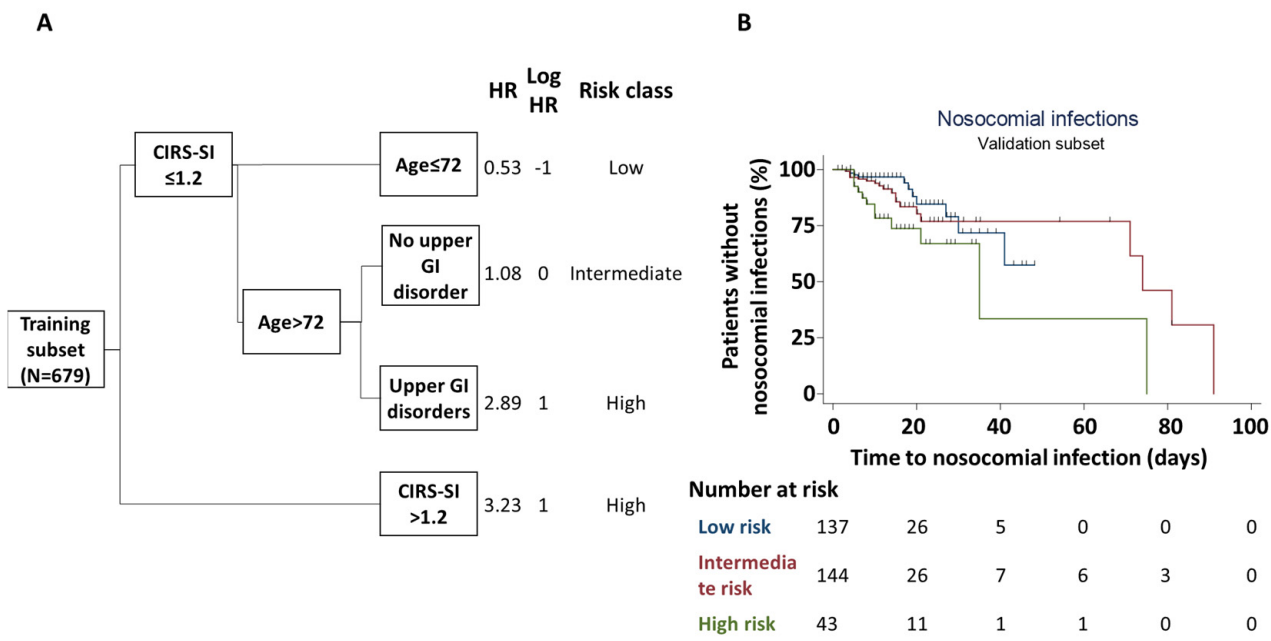 A
HR
Log
HR
Risk class
CIRS-SI
≤1.2
Age≤72
0.53 -1 Low
No upper
GI
disorder
1.08 0 Intermediate
Training
subset
(N=679)
Age>72
Upper GI
disorders
2.89 1 High
CIRS-SI
>1.2
3.23 1 High
B
Nosocomial infections
Validation subset
Patients without
nosocomial infections (%)
100
75
50
25
0
0 20 40 60 80 100
Time to nosocomial infection (days)
Number at risk
Low risk 137 26 5 0 0 0
Intermedia
te risk
144 26 7 6 3 0
High risk 43 11 1 1 0 0